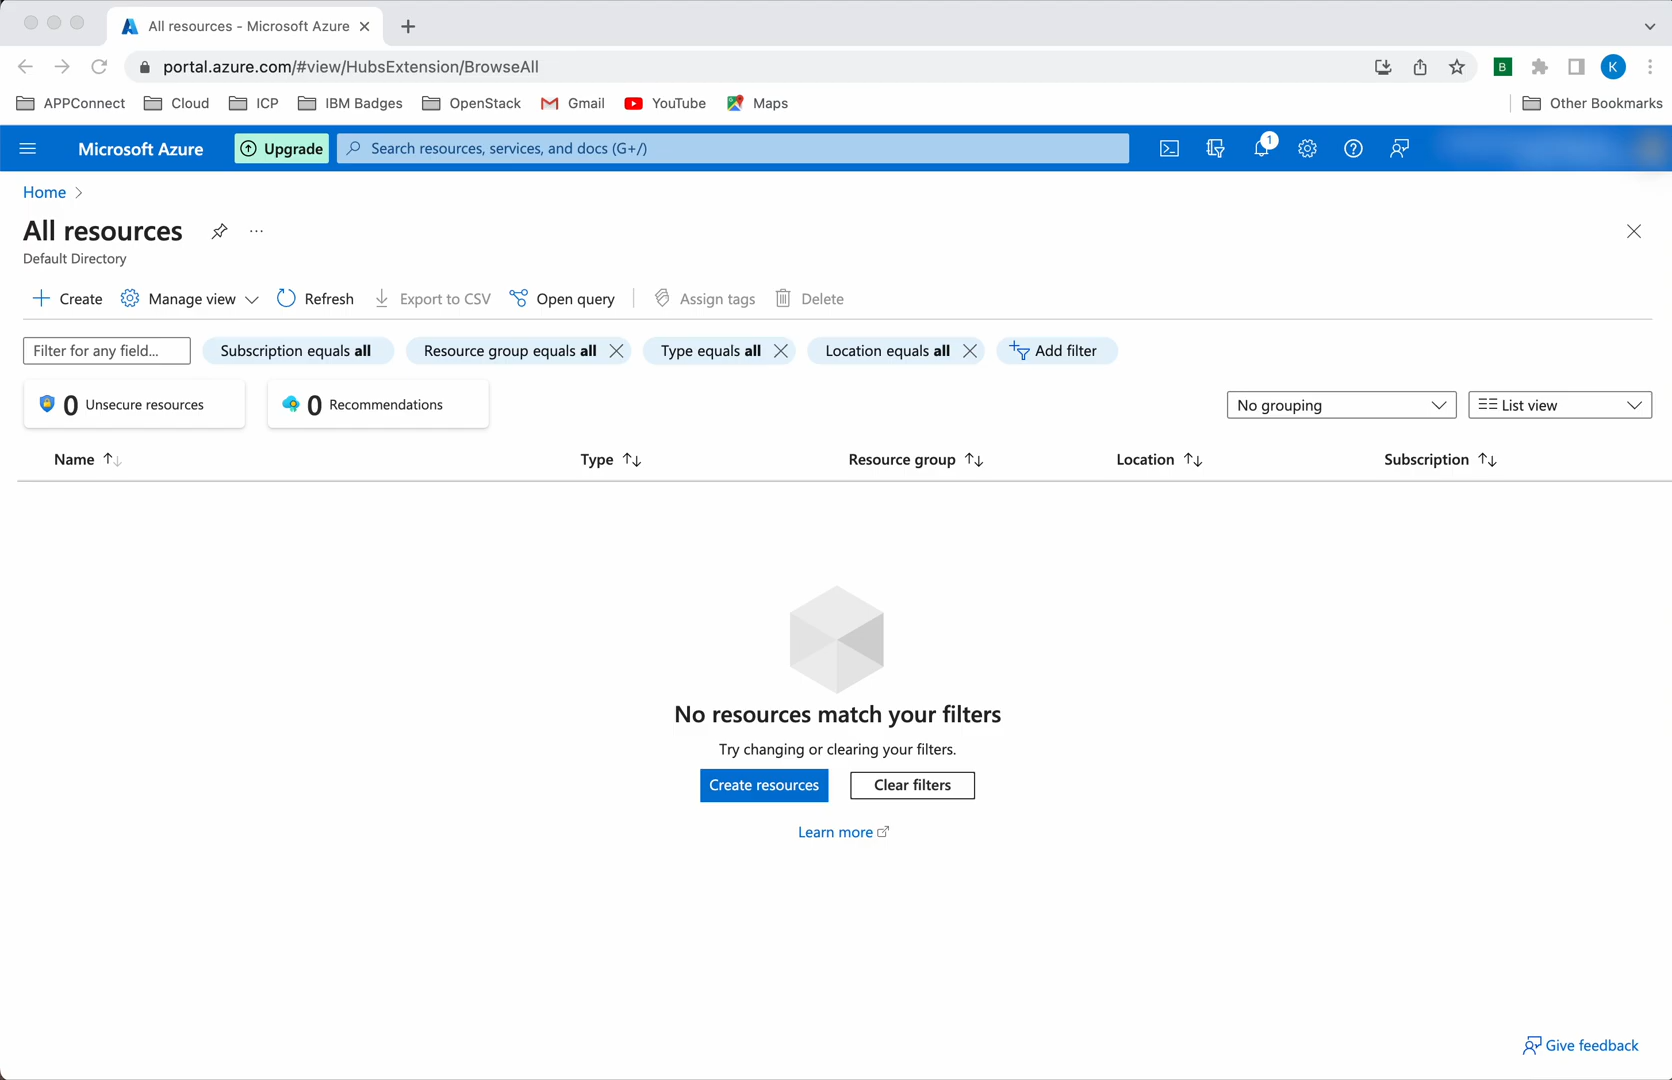 All resources - Microsoft Azure
portal.azure.com/#view/HubsExtension/BrowseAll
B
K
APPConnect
Cloud
ICP
IBM Badges
OpenStack
Gmail
YouTube
Maps
Other Bookmarks
Microsoft Azure
Upgrade
Search resources, services, and docs (G+/)
1
Home
All resources
Default Directory
Create
Manage view
Refresh
Export to CSV
Open query
Assign tags
Delete
Filter for any field...
Subscription equals all
Resource group equals all
Type equals all
Location equals all
Add filter
0 Unsecure resources
0 Recommendations
No grouping
List view
Name
Type
Resource group
Location
Subscription
No resources match your filters
Try changing or clearing your filters.
Create resources
Clear filters
Learn more
Give feedback